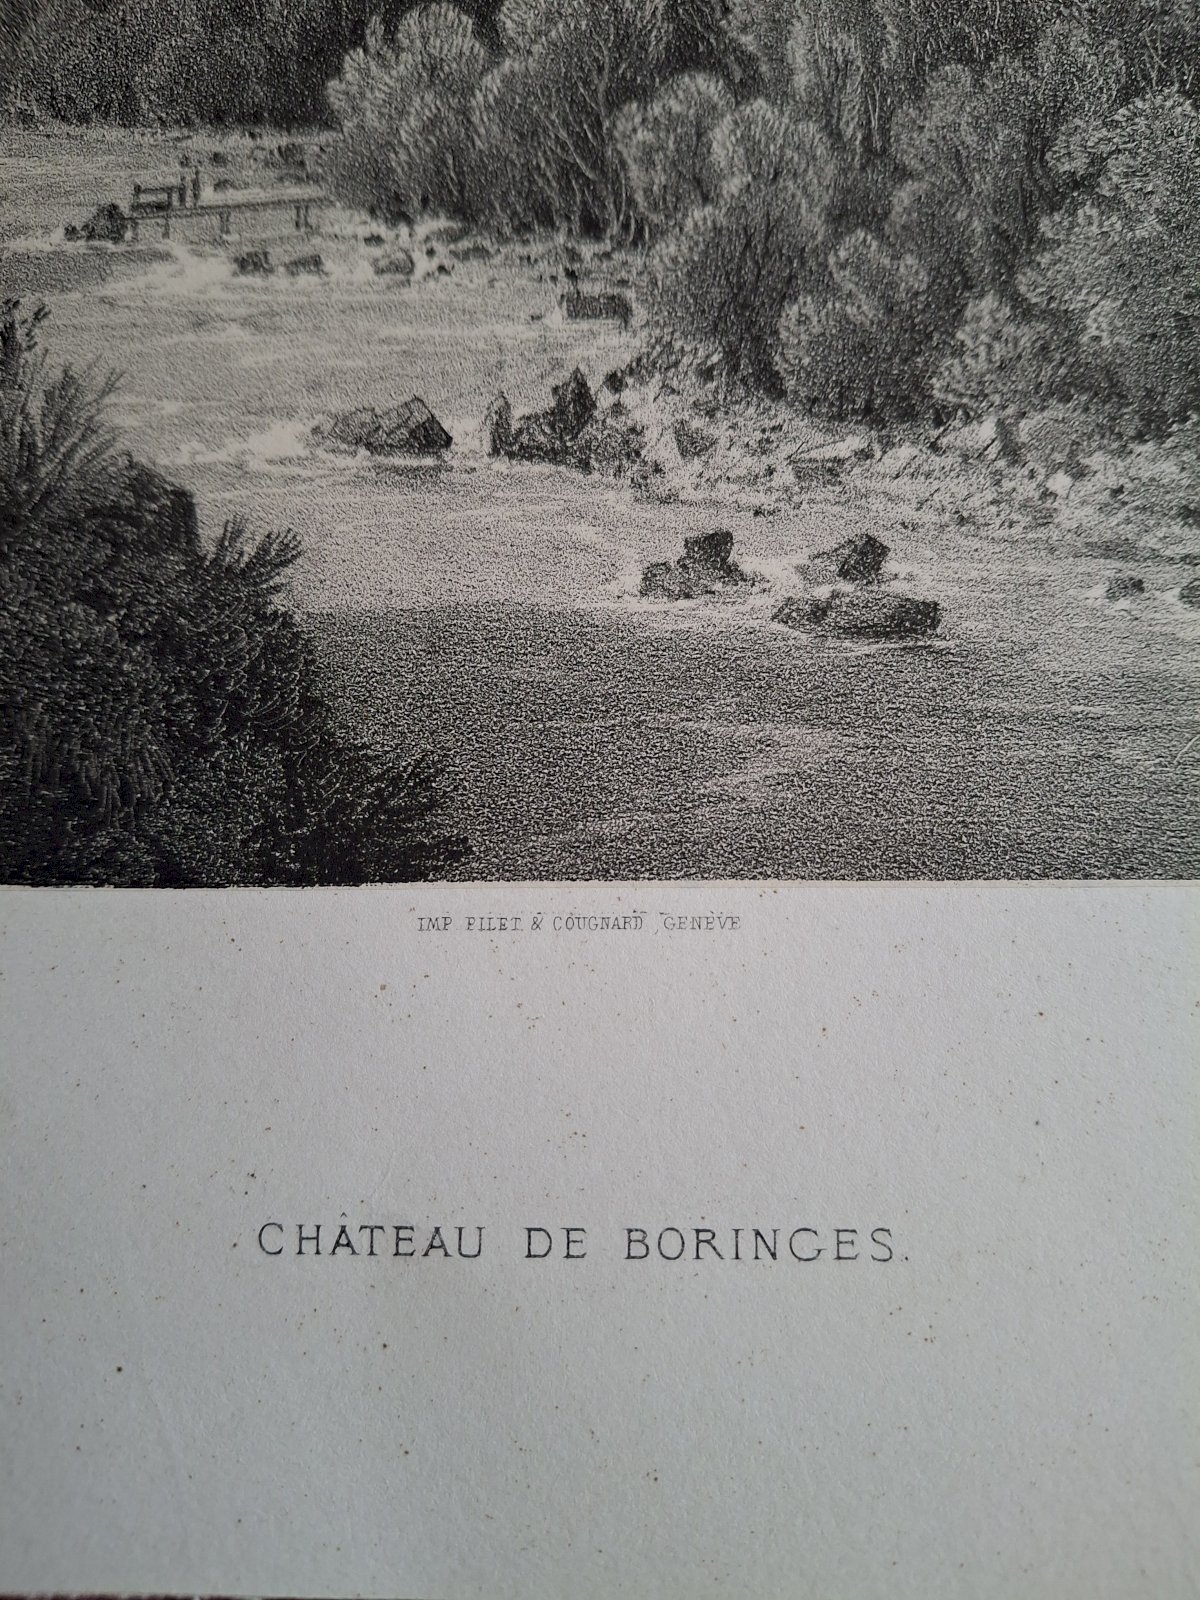 IMP PILET & COUGNARD, GENÈVE
CHÂTEAU DE BORINGES.